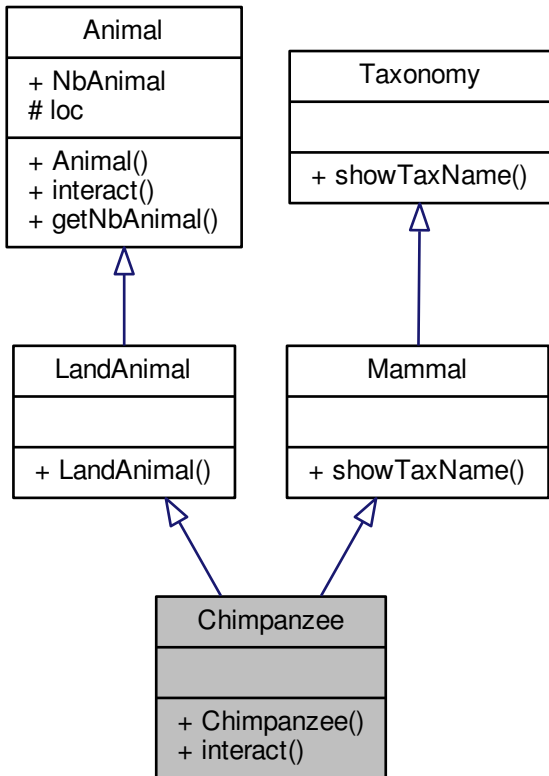 Animal
+ NbAnimal
# loc
+ Animal()
+ interact()
+ getNbAnimal()
Taxonomy
+ showTaxName()
LandAnimal
+ LandAnimal()
Mammal
+ showTaxName()
Chimpanzee
+ Chimpanzee()
+ interact()